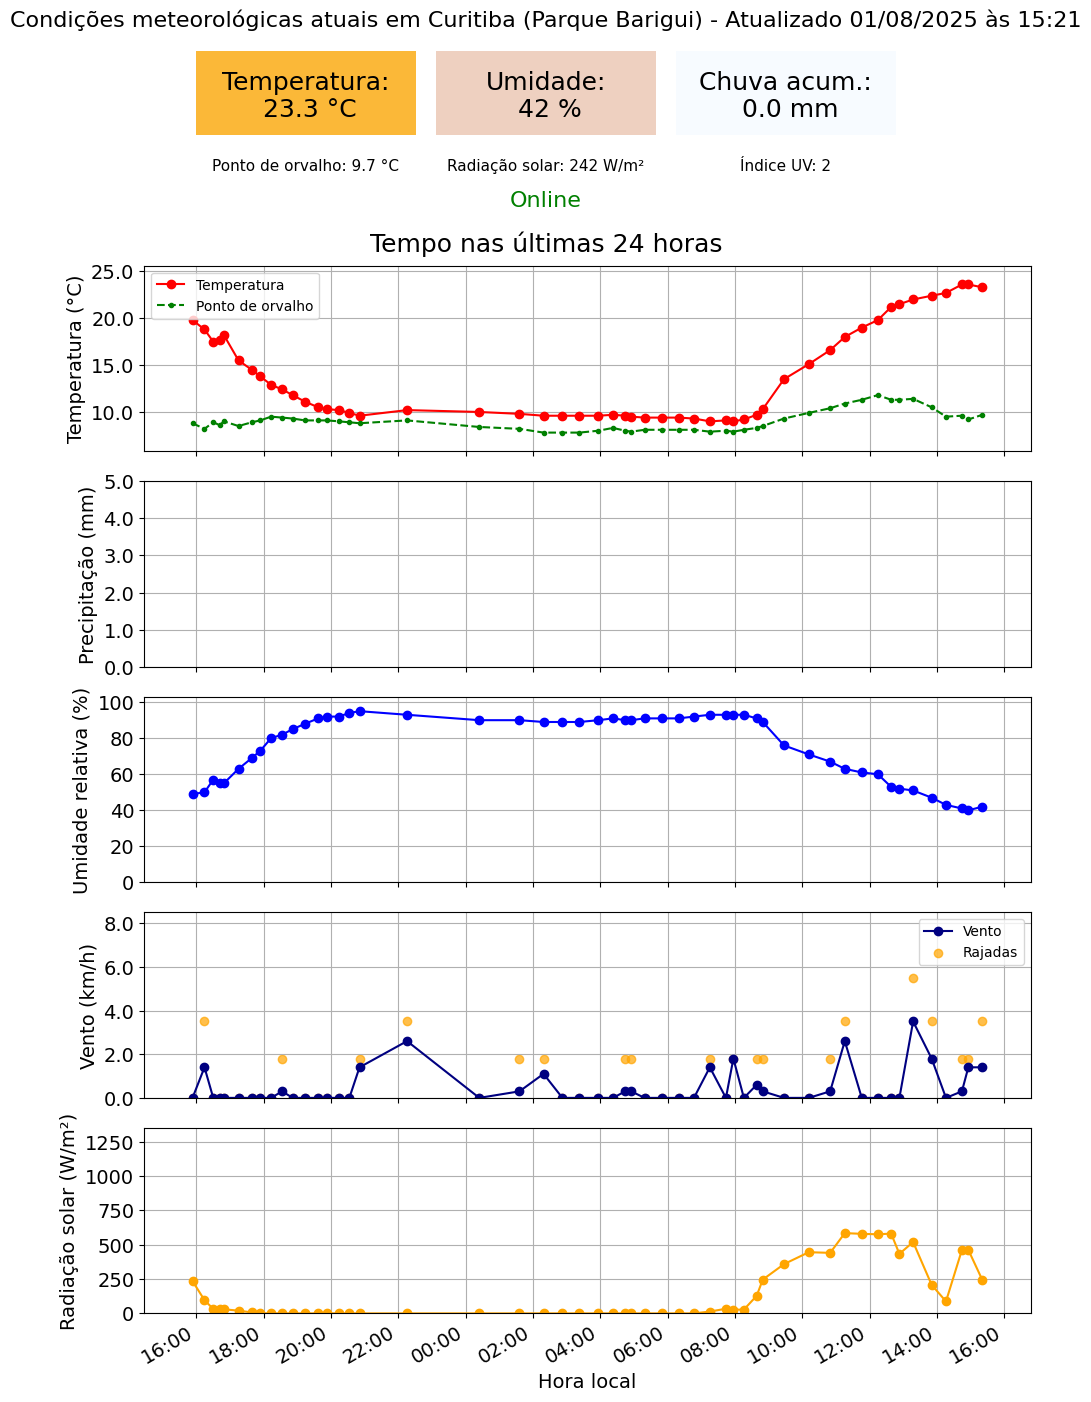 Condições meteorológicas atuais em Curitiba (Parque Barigui) - Atualizado 01/08/2025 às 15:21
Temperatura:
23.3 °C
Umidade:
42 %
Chuva acum.:
0.0 mm
Ponto de orvalho: 9.7 °C
Radiação solar: 242 W/m²
Índice UV: 2
Online
Tempo nas últimas 24 horas
Temperatura (°C)
25.0
20.0
15.0
10.0
Temperatura
Ponto de orvalho
Precipitação (mm)
5.0
4.0
3.0
2.0
1.0
0.0
Umidade relativa (%)
100
80
60
40
20
0
Vento (km/h)
8.0
6.0
4.0
2.0
0.0
Vento
Rajadas
Radiação solar (W/m²)
1250
1000
750
500
250
0
16:00
18:00
20:00
22:00
00:00
02:00
04:00
06:00
08:00
10:00
12:00
14:00
16:00
Hora local